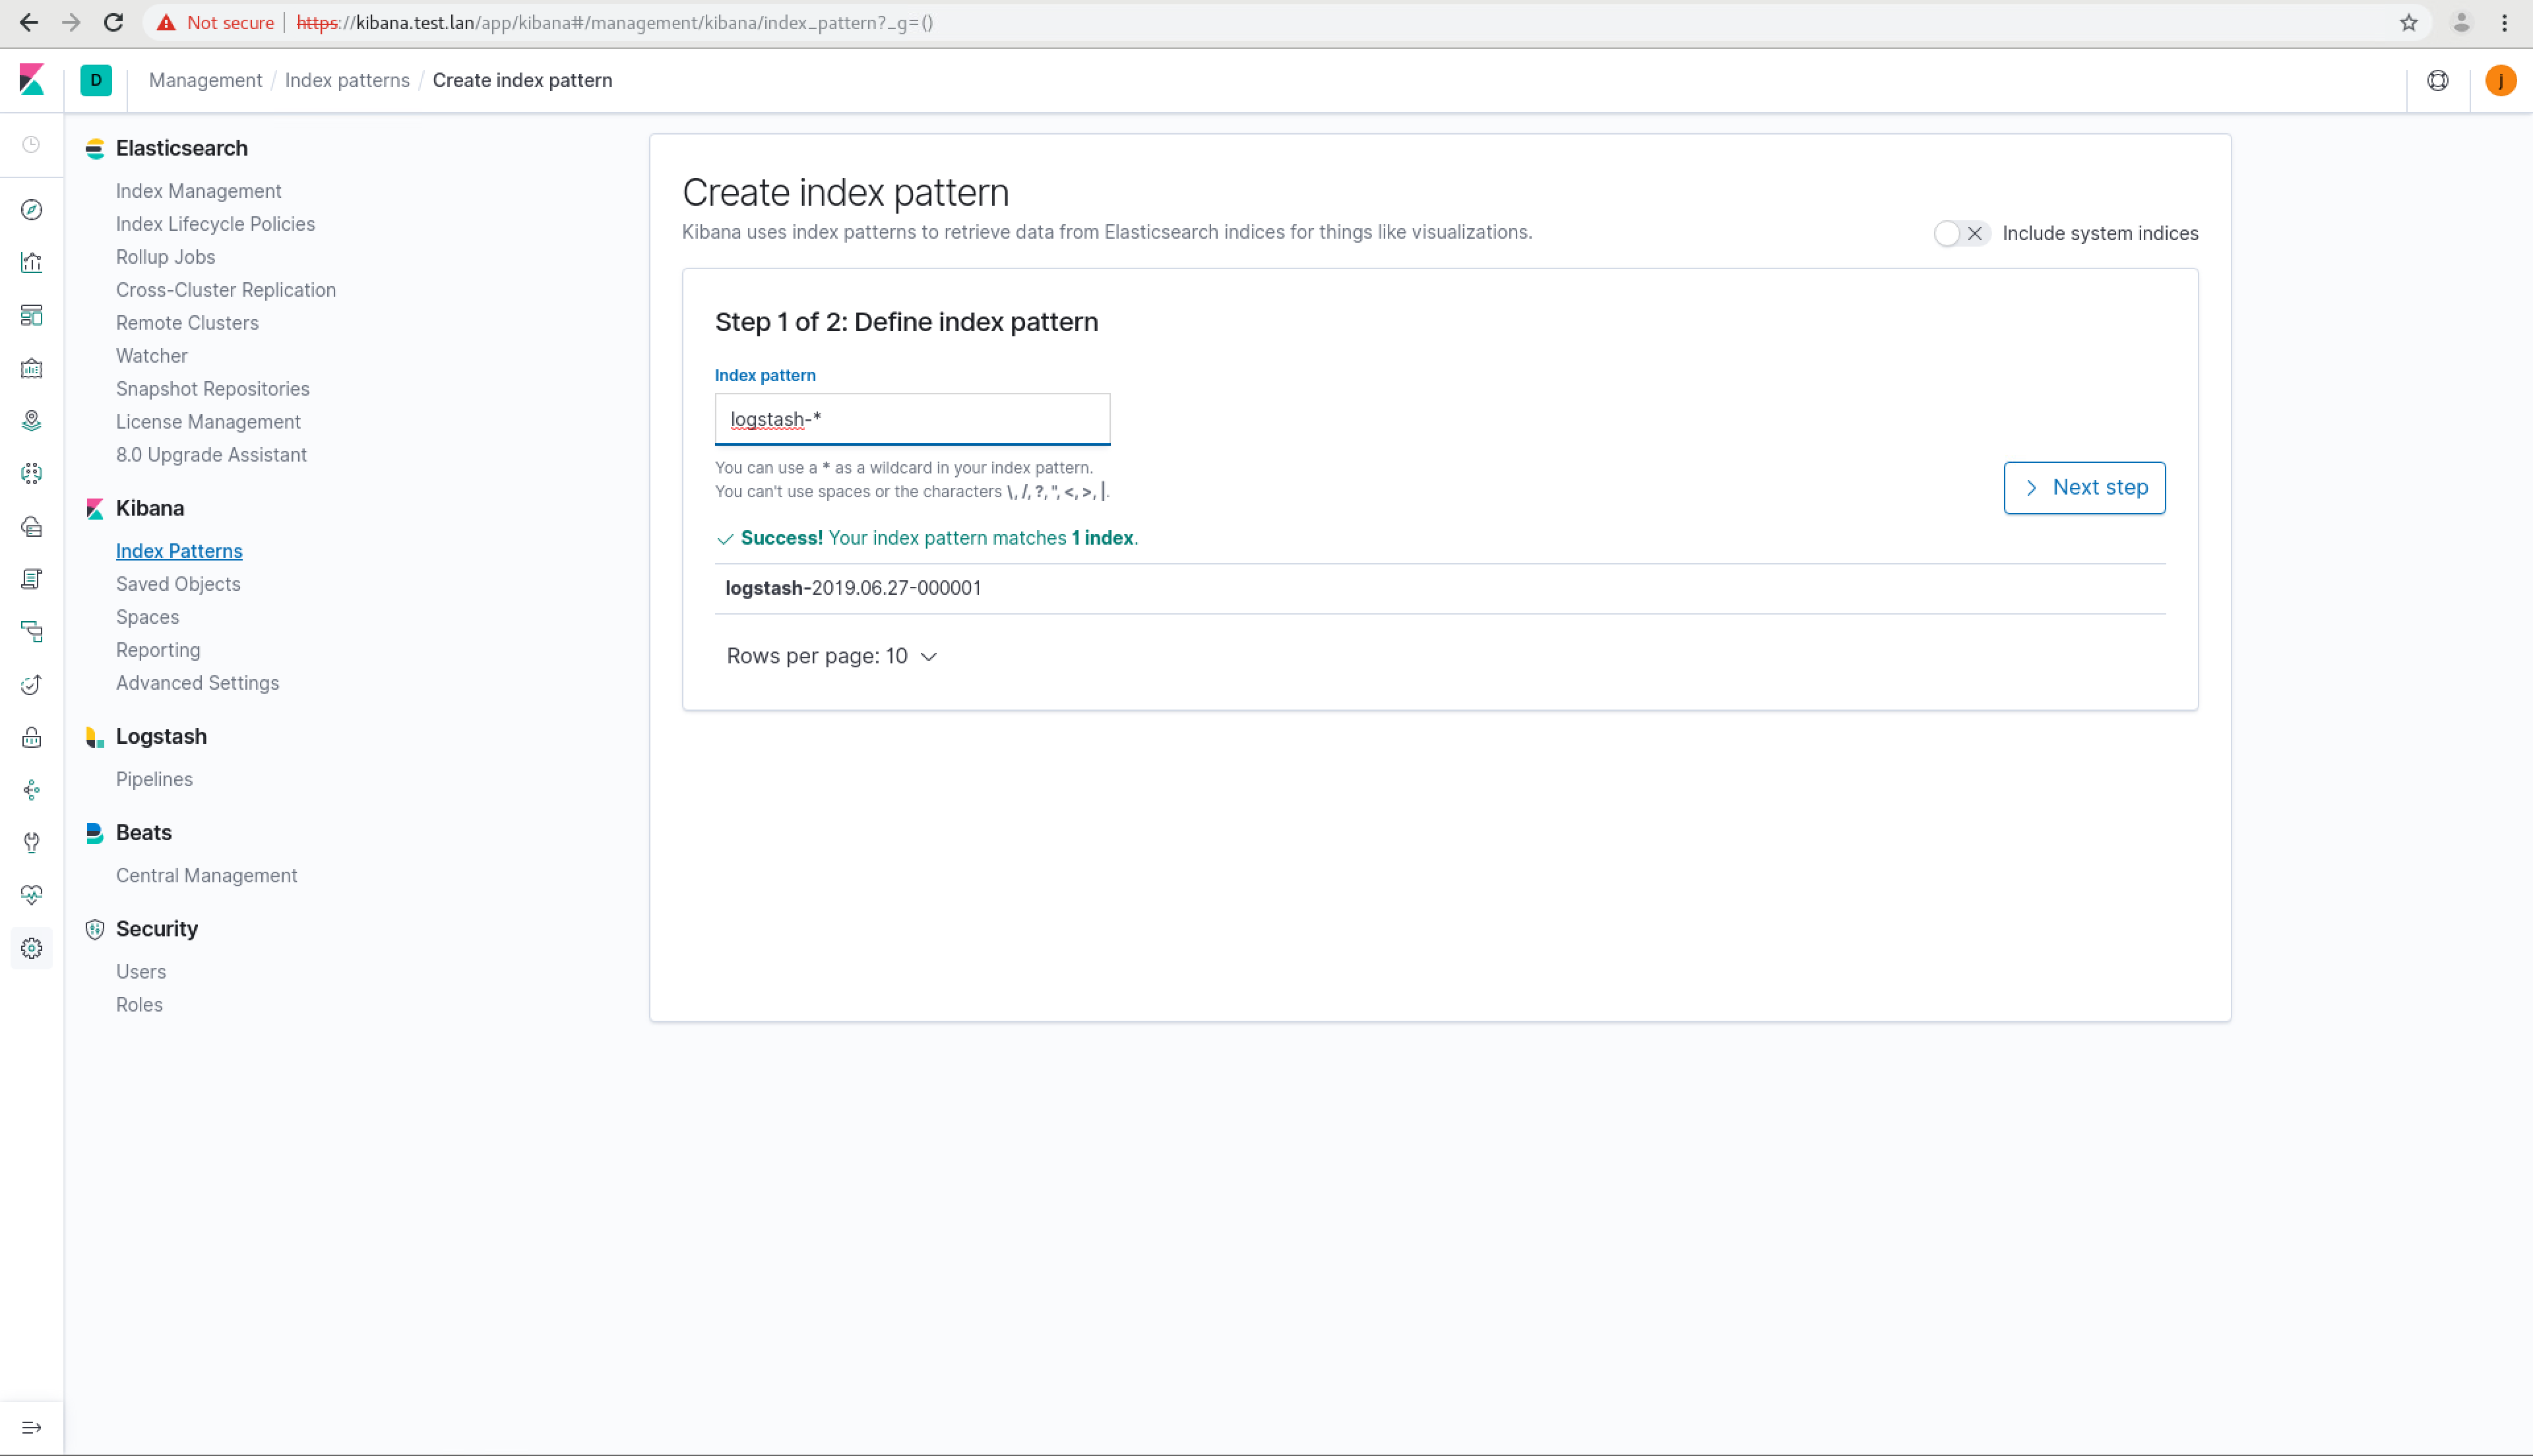 Not secure | https://kibana.test.lan/app/kibana#/management/kibana/index_pattern?_g=()
D Management / Index patterns / Create index pattern
j
Elasticsearch
Index Management
Index Lifecycle Policies
Rollup Jobs
Cross-Cluster Replication
Remote Clusters
Watcher
Snapshot Repositories
License Management
8.0 Upgrade Assistant
Kibana
Index Patterns
Saved Objects
Spaces
Reporting
Advanced Settings
Logstash
Pipelines
Beats
Central Management
Security
Users
Roles
Create index pattern
Kibana uses index patterns to retrieve data from Elasticsearch indices for things like visualizations.
Include system indices
Step 1 of 2: Define index pattern
Index pattern
logstash-*
You can use a * as a wildcard in your index pattern.
You can't use spaces or the characters \, /, ?, ", <, >, |.
Next step
Success! Your index pattern matches 1 index.
logstash-2019.06.27-000001
Rows per page: 10